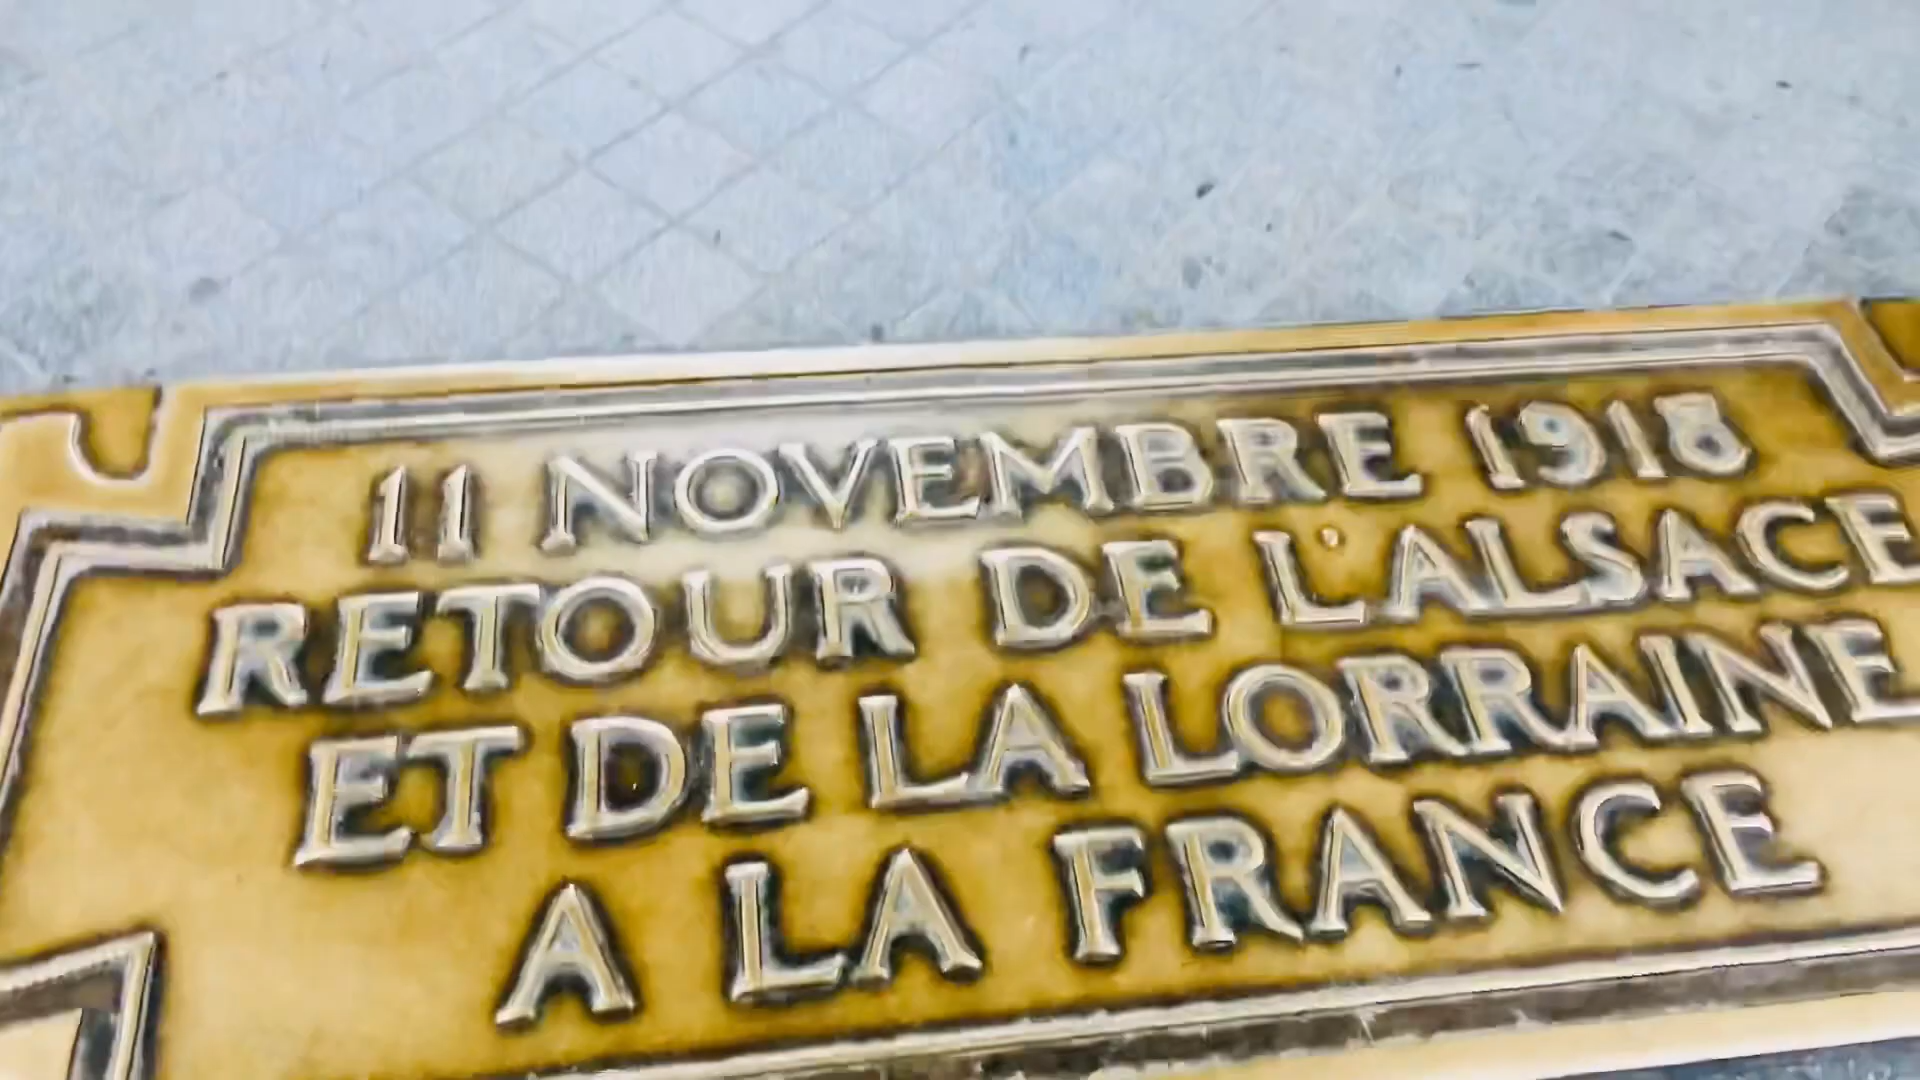 11 NOVEMBRE 1918
RETOUR DE L'ALSACE
ET DE LA LORRAINE
A LA FRANCE